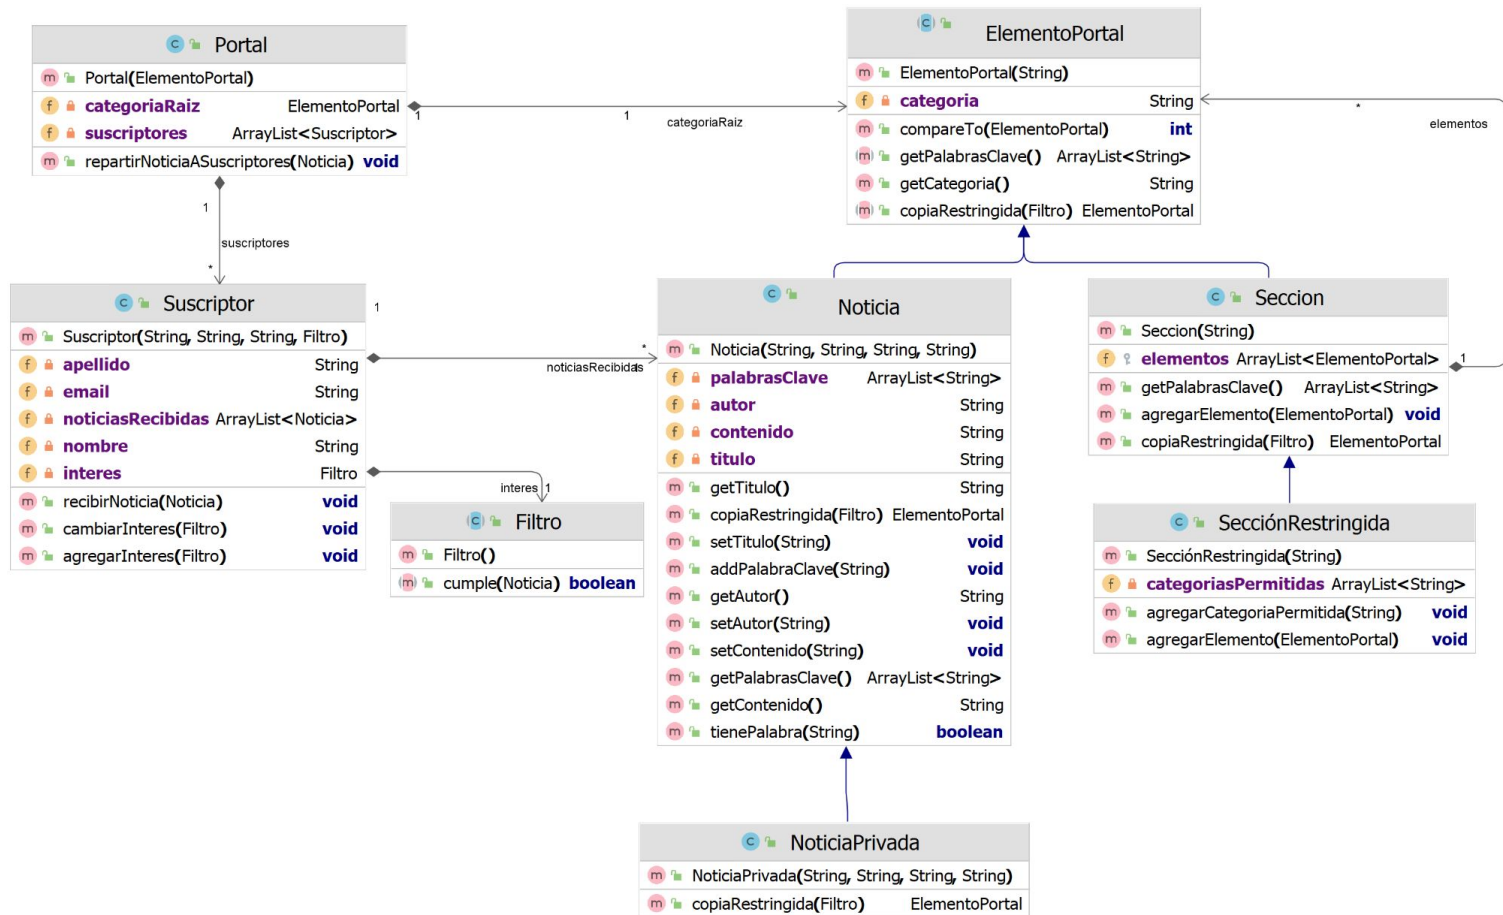 Portal
Portal(ElementoPortal)
categoriaRaiz ElementoPortal
suscriptores ArrayList<Suscriptor>
repartirNoticiaASuscriptores(Noticia) void
1
1
categoriaRaiz
ElementoPortal
ElementoPortal(String)
categoria String
compareTo(ElementoPortal) int
getPalabrasClave() ArrayList<String>
getCategoria() String
copiaRestringida(Filtro) ElementoPortal
*
elementos
1
suscriptores
*
Suscriptor
Suscriptor(String, String, String, Filtro)
apellido String
email String
noticiasRecibidas ArrayList<Noticia>
nombre String
interes Filtro
recibirNoticia(Noticia) void
cambiarInteres(Filtro) void
agregarInteres(Filtro) void
1
*
noticiasRecibidas
1
interes 1
Filtro
Filtro()
cumple(Noticia) boolean
Noticia
Noticia(String, String, String, String)
palabrasClave ArrayList<String>
autor String
contenido String
titulo String
getTitulo() String
copiaRestringida(Filtro) ElementoPortal
setTitulo(String) void
addPalabraClave(String) void
getAutor() String
setAutor(String) void
setContenido(String) void
getPalabrasClave() ArrayList<String>
getContenido() String
tienePalabra(String) boolean
Seccion
Seccion(String)
elementos ArrayList<ElementoPortal>
getPalabrasClave() ArrayList<String>
agregarElemento(ElementoPortal) void
copiaRestringida(Filtro) ElementoPortal
1
SecciónRestringida
SecciónRestringida(String)
categoriasPermitidas ArrayList<String>
agregarCategoriaPermitida(String) void
agregarElemento(ElementoPortal) void
NoticiaPrivada
NoticiaPrivada(String, String, String, String)
copiaRestringida(Filtro) ElementoPortal